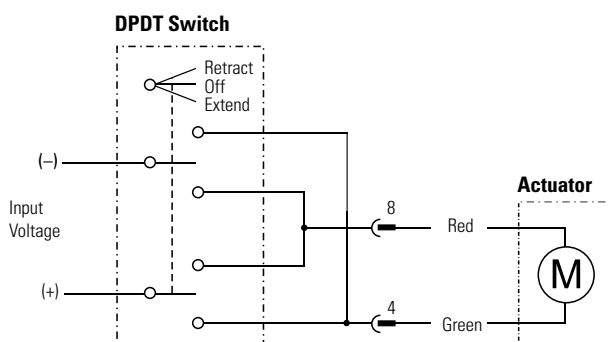 DPDT Switch
Retract
Off
Extend
(–)
Input
Voltage
(+)
8
Red
4
Green
Actuator
M